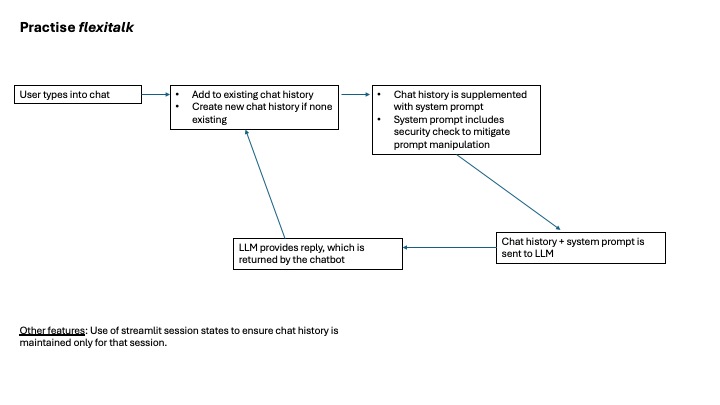 Practise flexitalk
User types into chat
• Add to existing chat history
• Create new chat history if none
existing
• Chat history is supplemented
with system prompt
• System prompt includes
security check to mitigate
prompt manipulation
Chat history + system prompt is
sent to LLM
LLM provides reply, which is
returned by the chatbot
Other features: Use of streamlit session states to ensure chat history is
maintained only for that session.